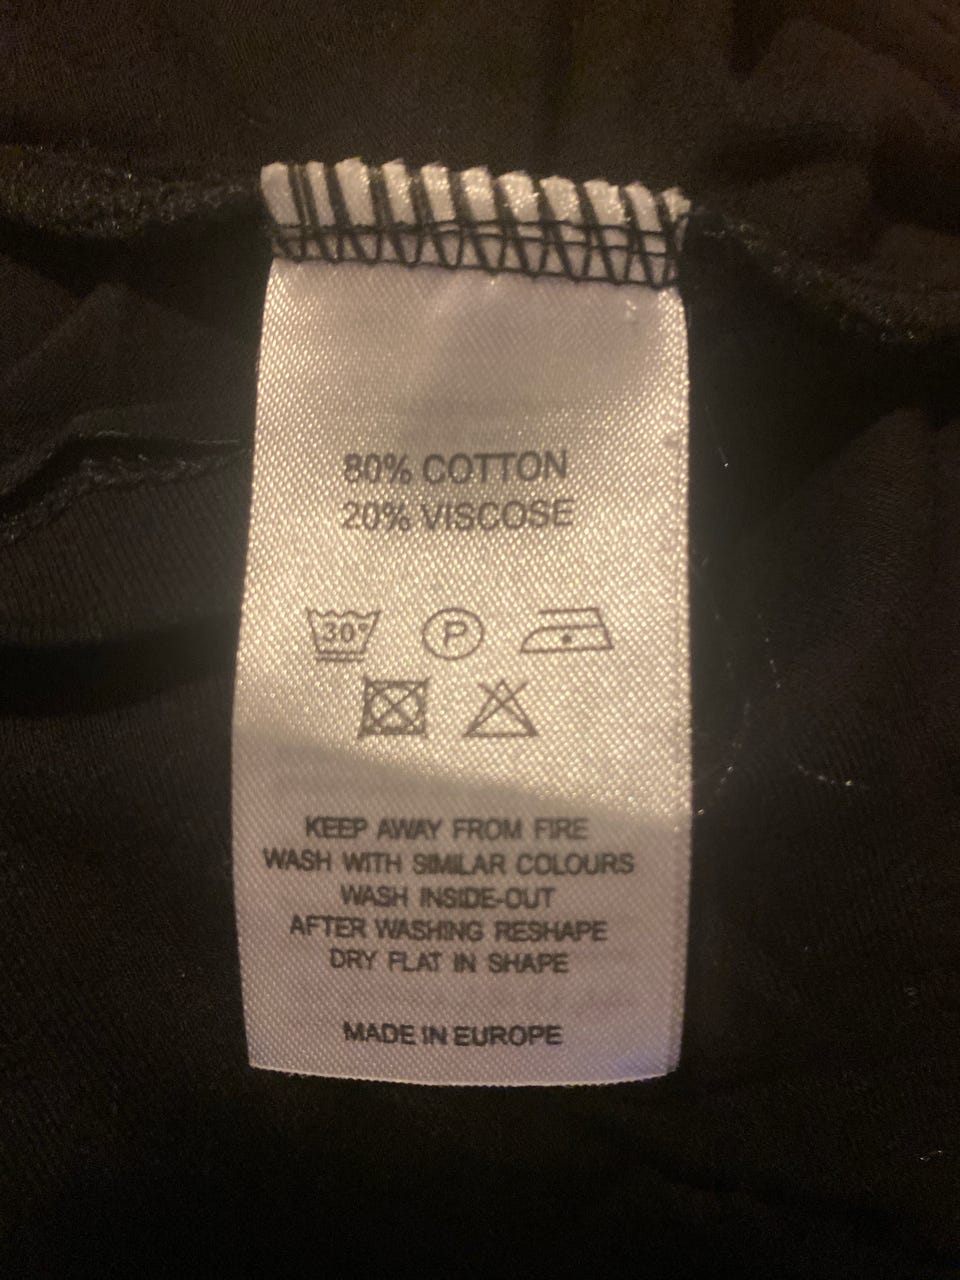 80% COTTON
20% VISCOSE
30° P
KEEP AWAY FROM FIRE
WASH WITH SIMILAR COLOURS
WASH INSIDE-OUT
AFTER WASHING RESHAPE
DRY FLAT IN SHAPE
MADE IN EUROPE